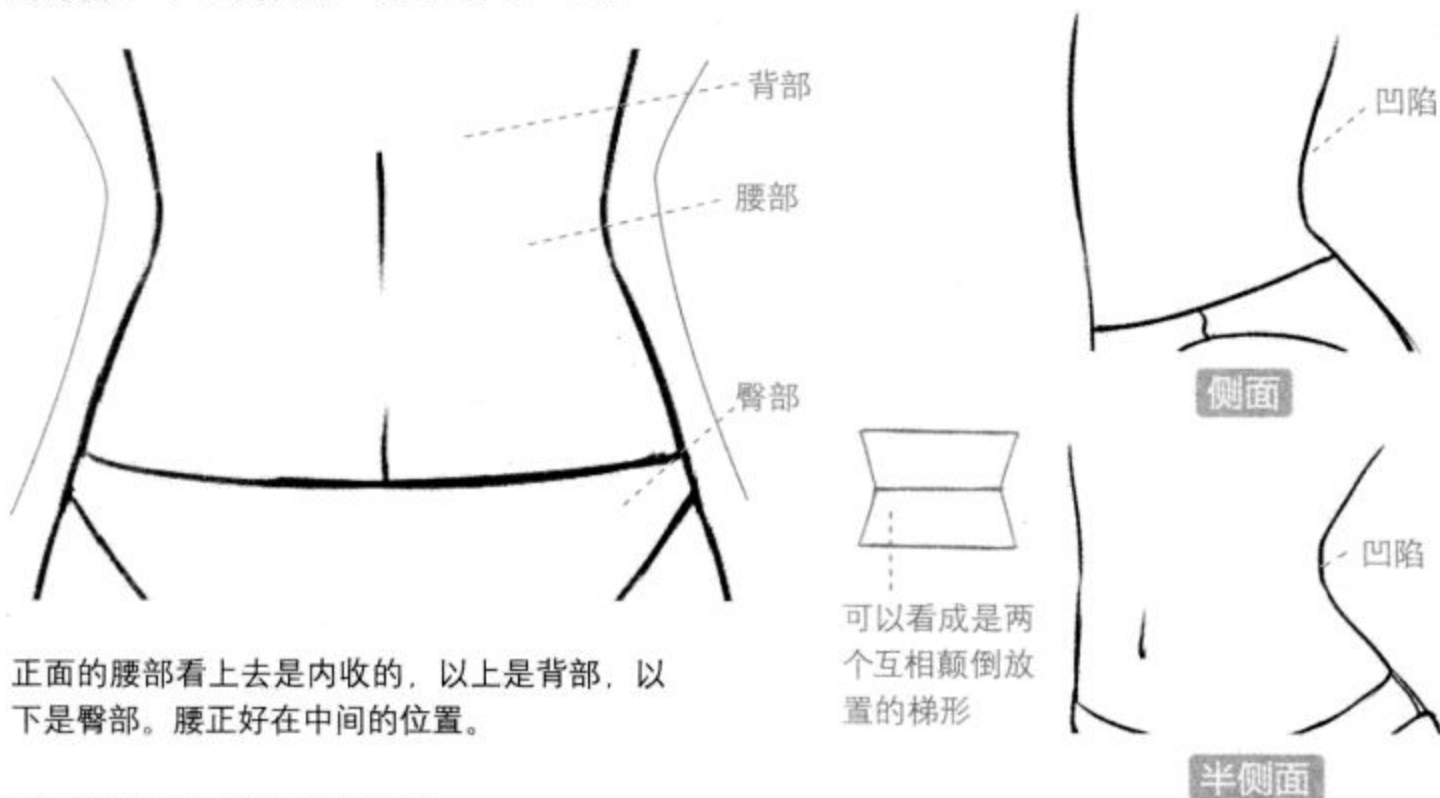 背部
腰部
臀部
正面的腰部看上去是内收的，以上是背部，以
下是臀部。腰正好在中间的位置。
凹陷
侧面
可以看成是两
个互相颠倒放
置的梯形
凹陷
半侧面